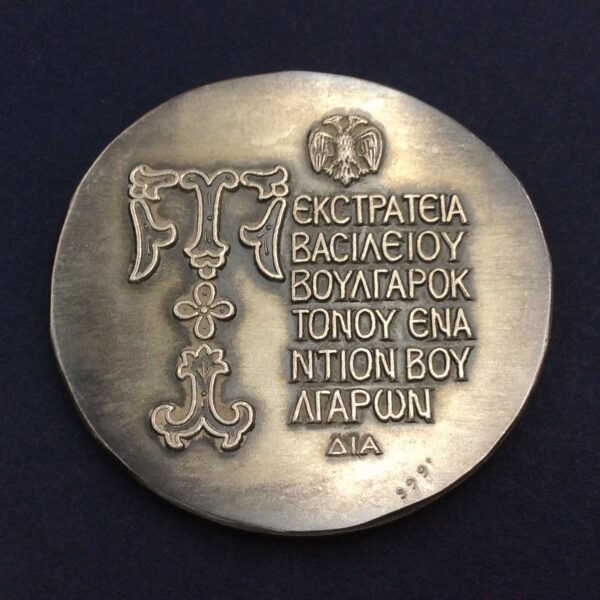 Τ
ΕΚCΤΡΑΤΕΙΑ
ΒΑCΙΛΕΙΟΥ
ΒΟΥΛΓΑΡΟΚ
ΤΟΝΟΥ ΕΝΑ
ΝΤΙΟΝ ΒΟΥ
ΛΓΑΡΩΝ
ΔΙΑ